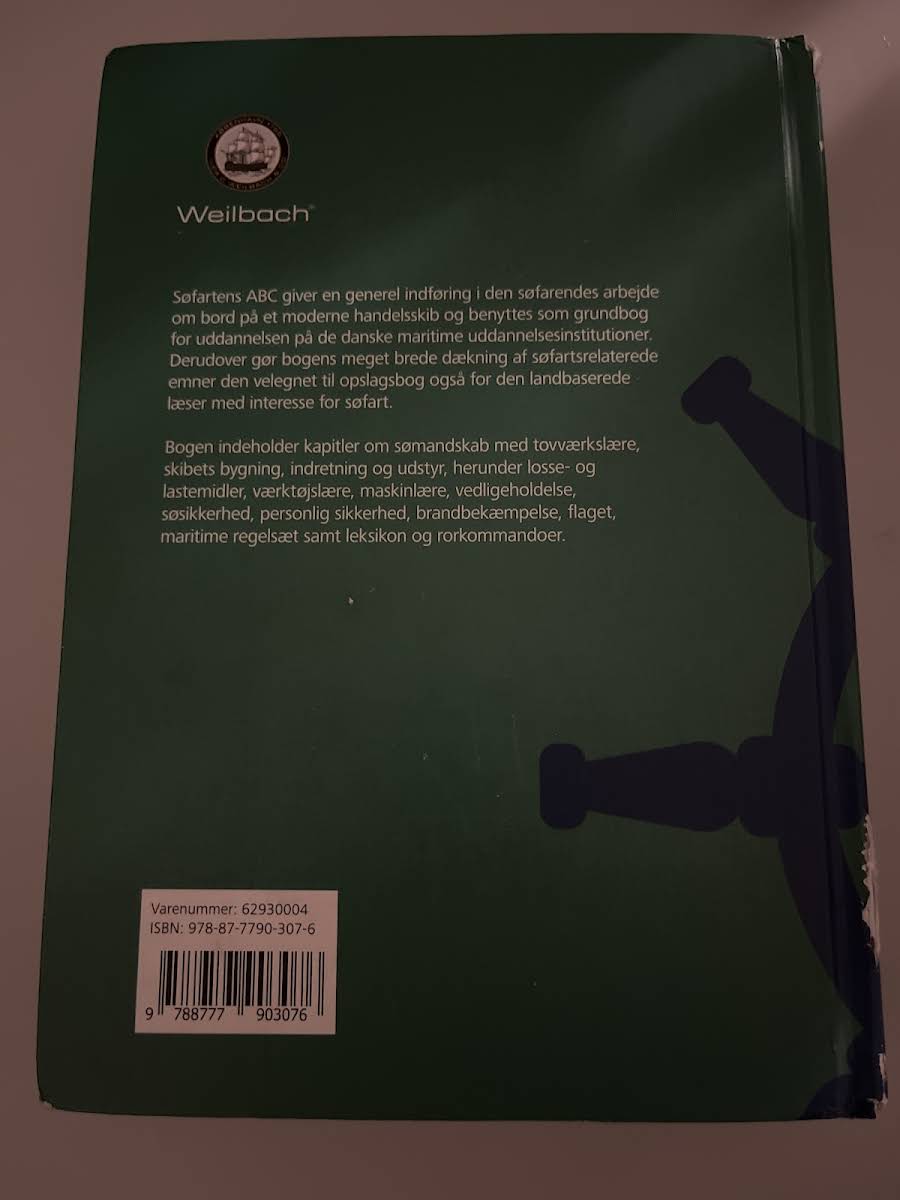 Weilbach®
Søfartens ABC giver en generel indføring i den søfarendes arbejde
om bord på et moderne handelsskib og benyttes som grundbog
for uddannelsen på de danske maritime uddannelsesinstitutioner.
Derudover gør bogens meget brede dækning af søfartsrelaterede
emner den velegnet til opslagsbog også for den landbaserede
læser med interesse for søfart.
Bogen indeholder kapitler om sømandskab med tovværkslære,
skibets bygning, indretning og udstyr, herunder losse- og
lastemidler, værktøjslære, maskinlære, vedligeholdelse,
søsikkerhed, personlig sikkerhed, brandbekæmpelse, flaget,
maritime regelsæt samt leksikon og rorkommandoer.
Varenummer: 62930004
ISBN: 978-87-7790-307-6
9 788777 903076